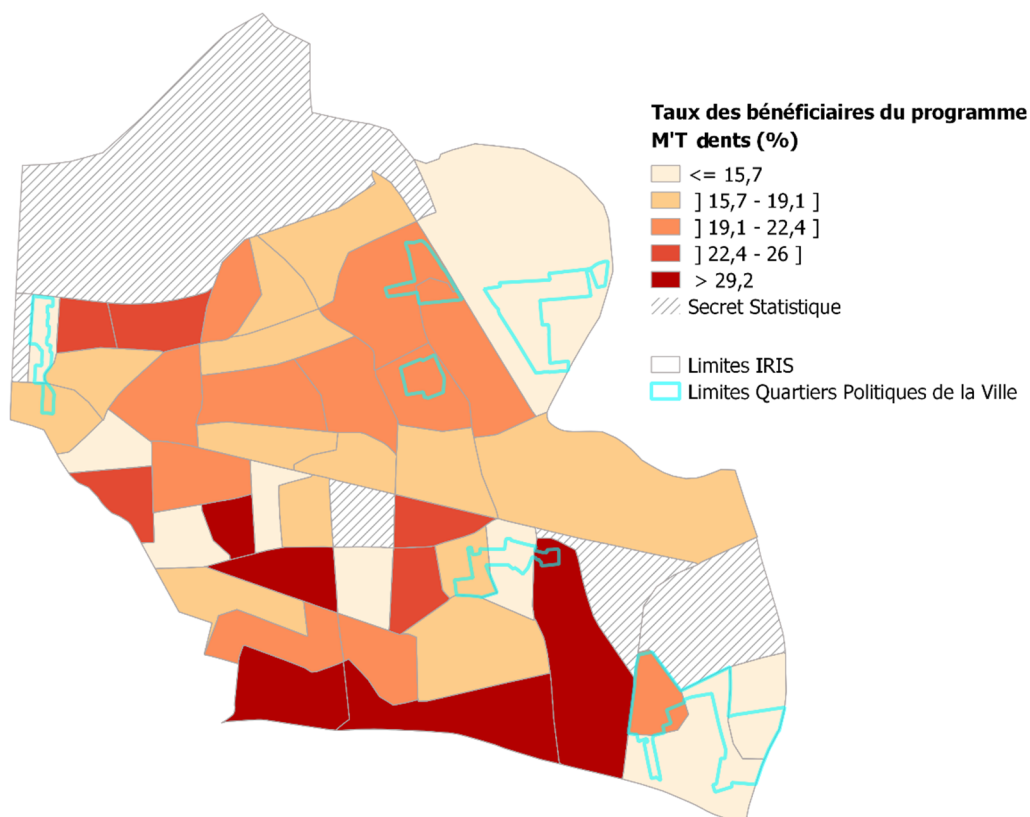 Taux des bénéficiaires du programme
M'T dents (%)
<= 15,7
] 15,7 - 19,1 ]
] 19,1 - 22,4 ]
] 22,4 - 26 ]
> 29,2
Secret Statistique
Limites IRIS
Limites Quartiers Politiques de la Ville